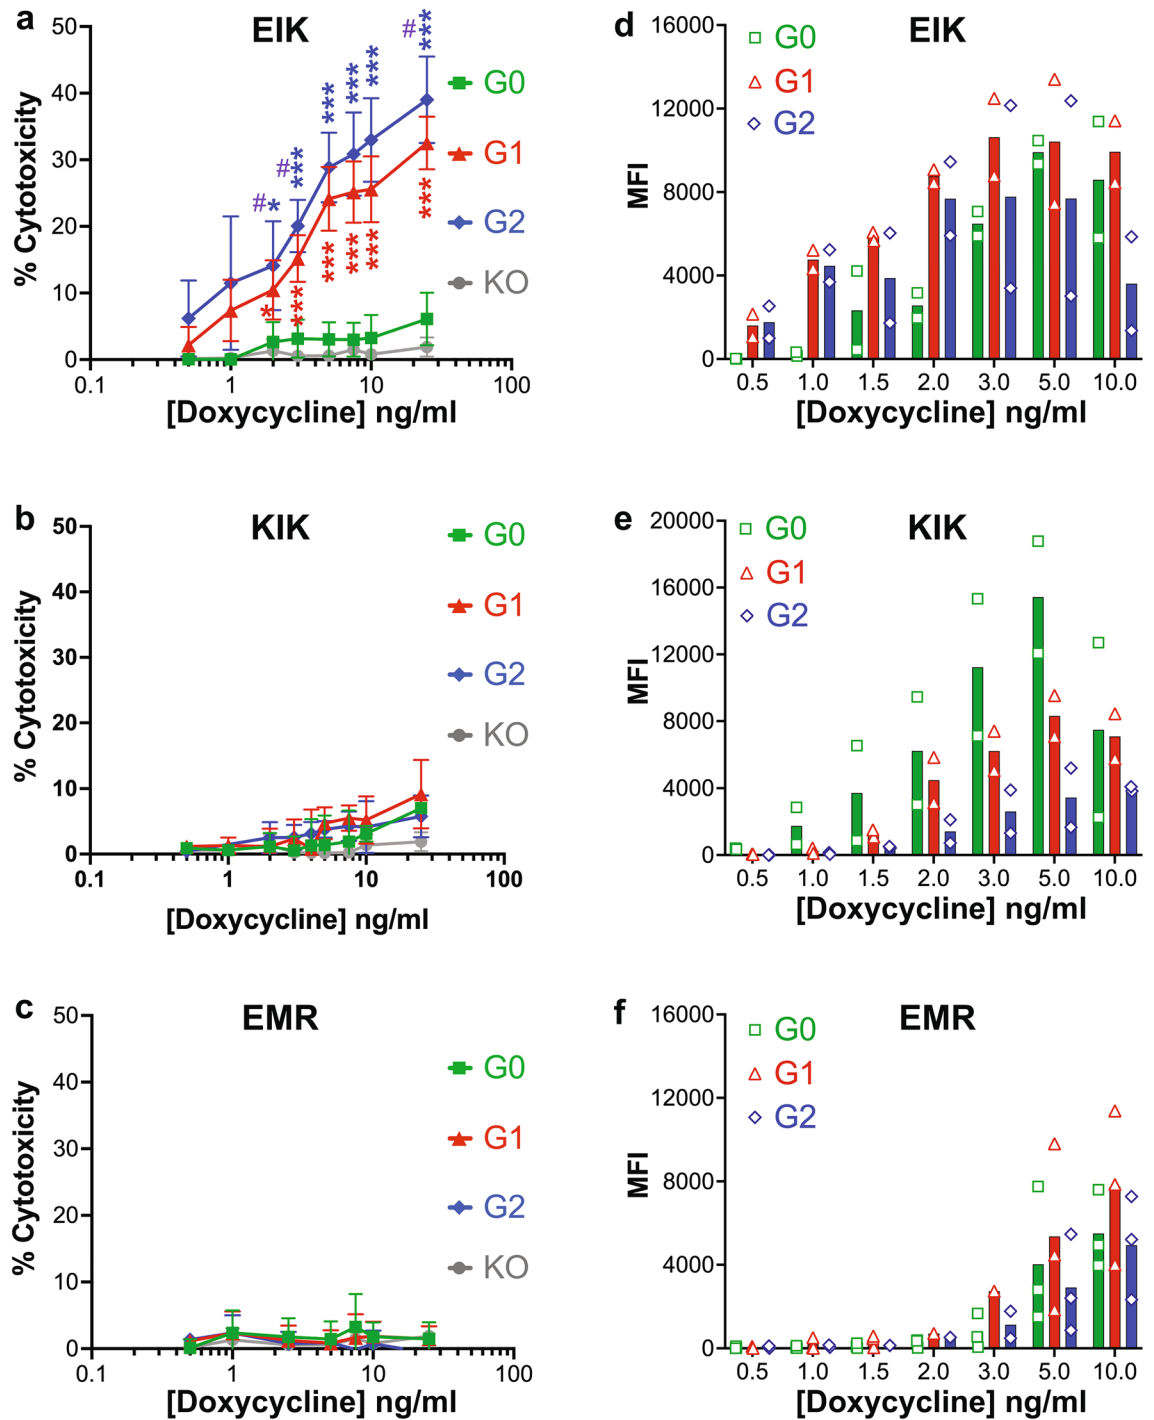 a
EIK
% Cytotoxicity
50
40
30
20
10
0
0.1
1
10
100
[Doxycycline] ng/ml
G0
G1
G2
KO
#
***
***
***
***
#
***
#
*
***
***
***
***
***
*
d
EIK
MFI
16000
12000
8000
4000
0
G0
G1
G2
0.5 1.0 1.5 2.0 3.0 5.0 10.0
[Doxycycline] ng/ml
b
KIK
% Cytotoxicity
50
40
30
20
10
0
0.1
1
10
100
[Doxycycline] ng/ml
G0
G1
G2
KO
e
KIK
MFI
20000
16000
12000
8000
4000
0
G0
G1
G2
0.5 1.0 1.5 2.0 3.0 5.0 10.0
[Doxycycline] ng/ml
c
EMR
% Cytotoxicity
50
40
30
20
10
0
0.1
1
10
100
[Doxycycline] ng/ml
G0
G1
G2
KO
f
EMR
MFI
16000
12000
8000
4000
0
G0
G1
G2
0.5 1.0 1.5 2.0 3.0 5.0 10.0
[Doxycycline] ng/ml